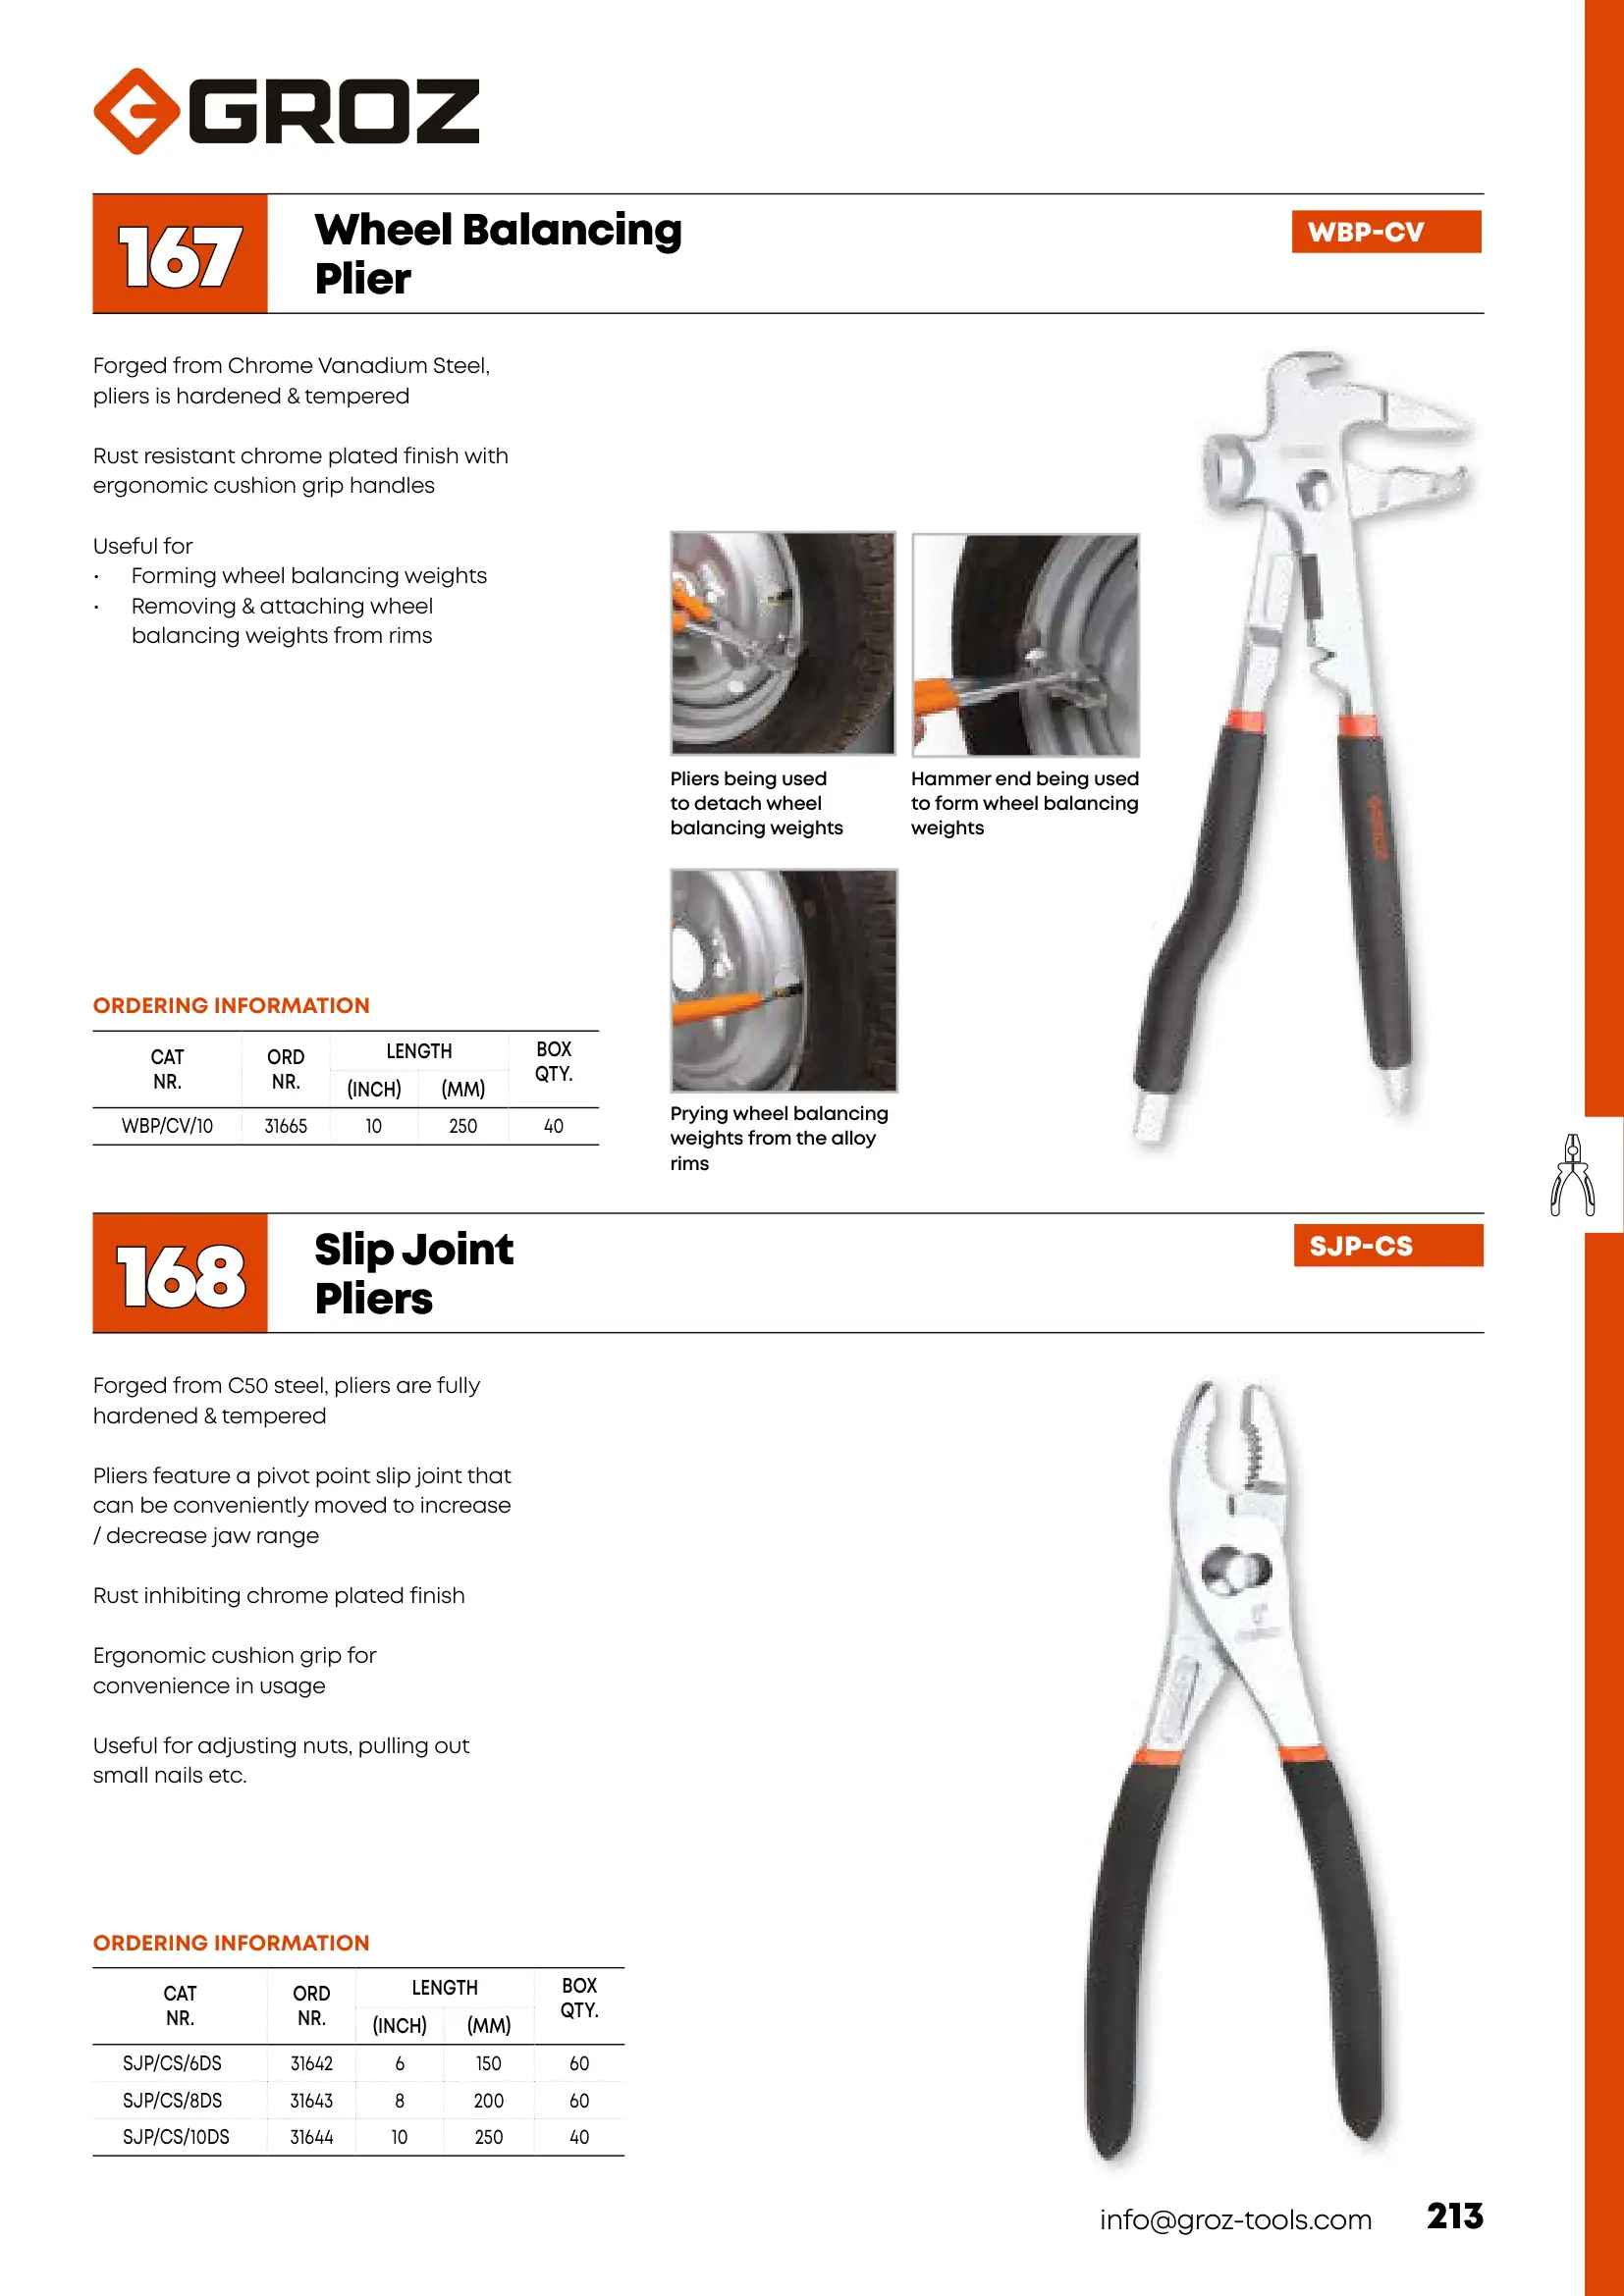 GROZ
167
Wheel Balancing
Plier
WBP-CV
Forged from Chrome Vanadium Steel,
pliers is hardened & tempered
Rust resistant chrome plated finish with
ergonomic cushion grip handles
Useful for
• Forming wheel balancing weights
• Removing & attaching wheel
balancing weights from rims
Pliers being used
to detach wheel
balancing weights
Hammer end being used
to form wheel balancing
weights
Prying wheel balancing
weights from the alloy
rims
ORDERING INFORMATION
CAT NR. ORD NR. LENGTH BOX QTY.
(INCH) (MM)
WBP/CV/10 31665 10 250 40
168
Slip Joint
Pliers
SJP-CS
Forged from C50 steel, pliers are fully
hardened & tempered
Pliers feature a pivot point slip joint that
can be conveniently moved to increase
/ decrease jaw range
Rust inhibiting chrome plated finish
Ergonomic cushion grip for
convenience in usage
Useful for adjusting nuts, pulling out
small nails etc.
ORDERING INFORMATION
CAT NR. ORD NR. LENGTH BOX QTY.
(INCH) (MM)
SJP/CS/6DS 31642 6 150 60
SJP/CS/8DS 31643 8 200 60
SJP/CS/10DS 31644 10 250 40
info@groz-tools.com 213